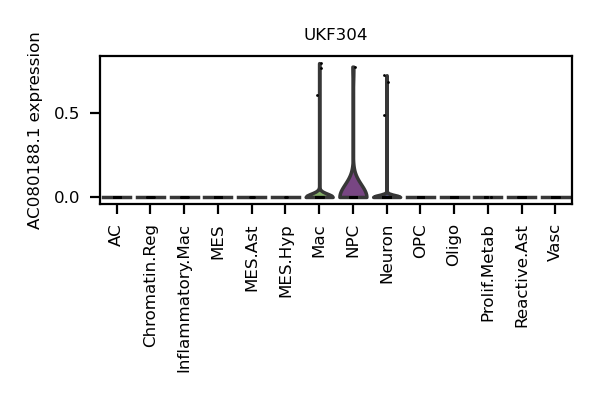 UKF304
AC080188.1 expression
0.5
0.0
AC
Chromatin.Reg
Inflammatory.Mac
MES
MES.Ast
MES.Hyp
Mac
NPC
Neuron
OPC
Oligo
Prolif.Metab
Reactive.Ast
Vasc